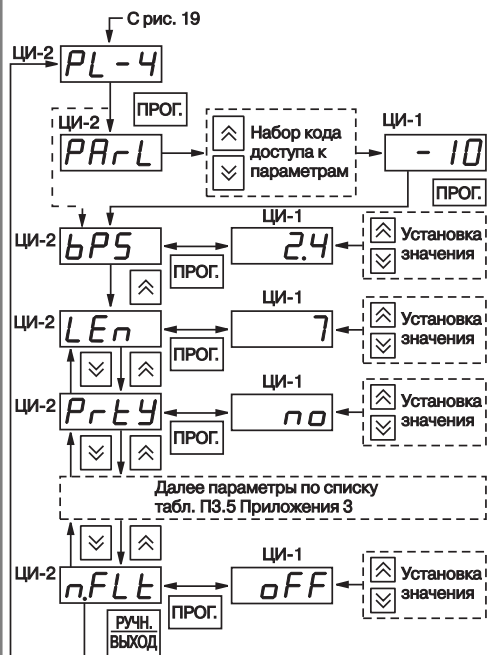 С рис. 19
ЦИ-2 PL-4
ПРОГ.
ЦИ-2
PArL
Набор кода
доступа к
параметрам
ЦИ-1
-10
ПРОГ.
ЦИ-2 bPS
ПРОГ.
ЦИ-1
2.4
Установка
значения
ЦИ-2 LEn
ПРОГ.
ЦИ-1
7
Установка
значения
ЦИ-2 PrtY
ПРОГ.
ЦИ-1
no
Установка
значения
Далее параметры по списку
табл. П3.5 Приложения 3
ЦИ-2 n.FLt
ПРОГ.
ЦИ-1
oFF
Установка
значения
РУЧН.
ВЫХОД